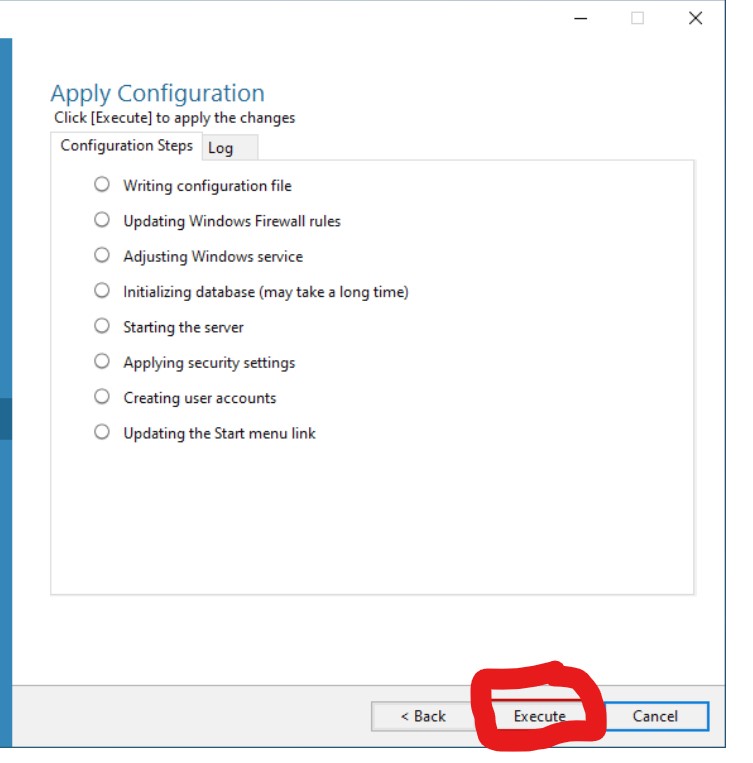 Apply Configuration
Click [Execute] to apply the changes
Configuration Steps
Log
Writing configuration file
Updating Windows Firewall rules
Adjusting Windows service
Initializing database (may take a long time)
Starting the server
Applying security settings
Creating user accounts
Updating the Start menu link
< Back
Execute
Cancel